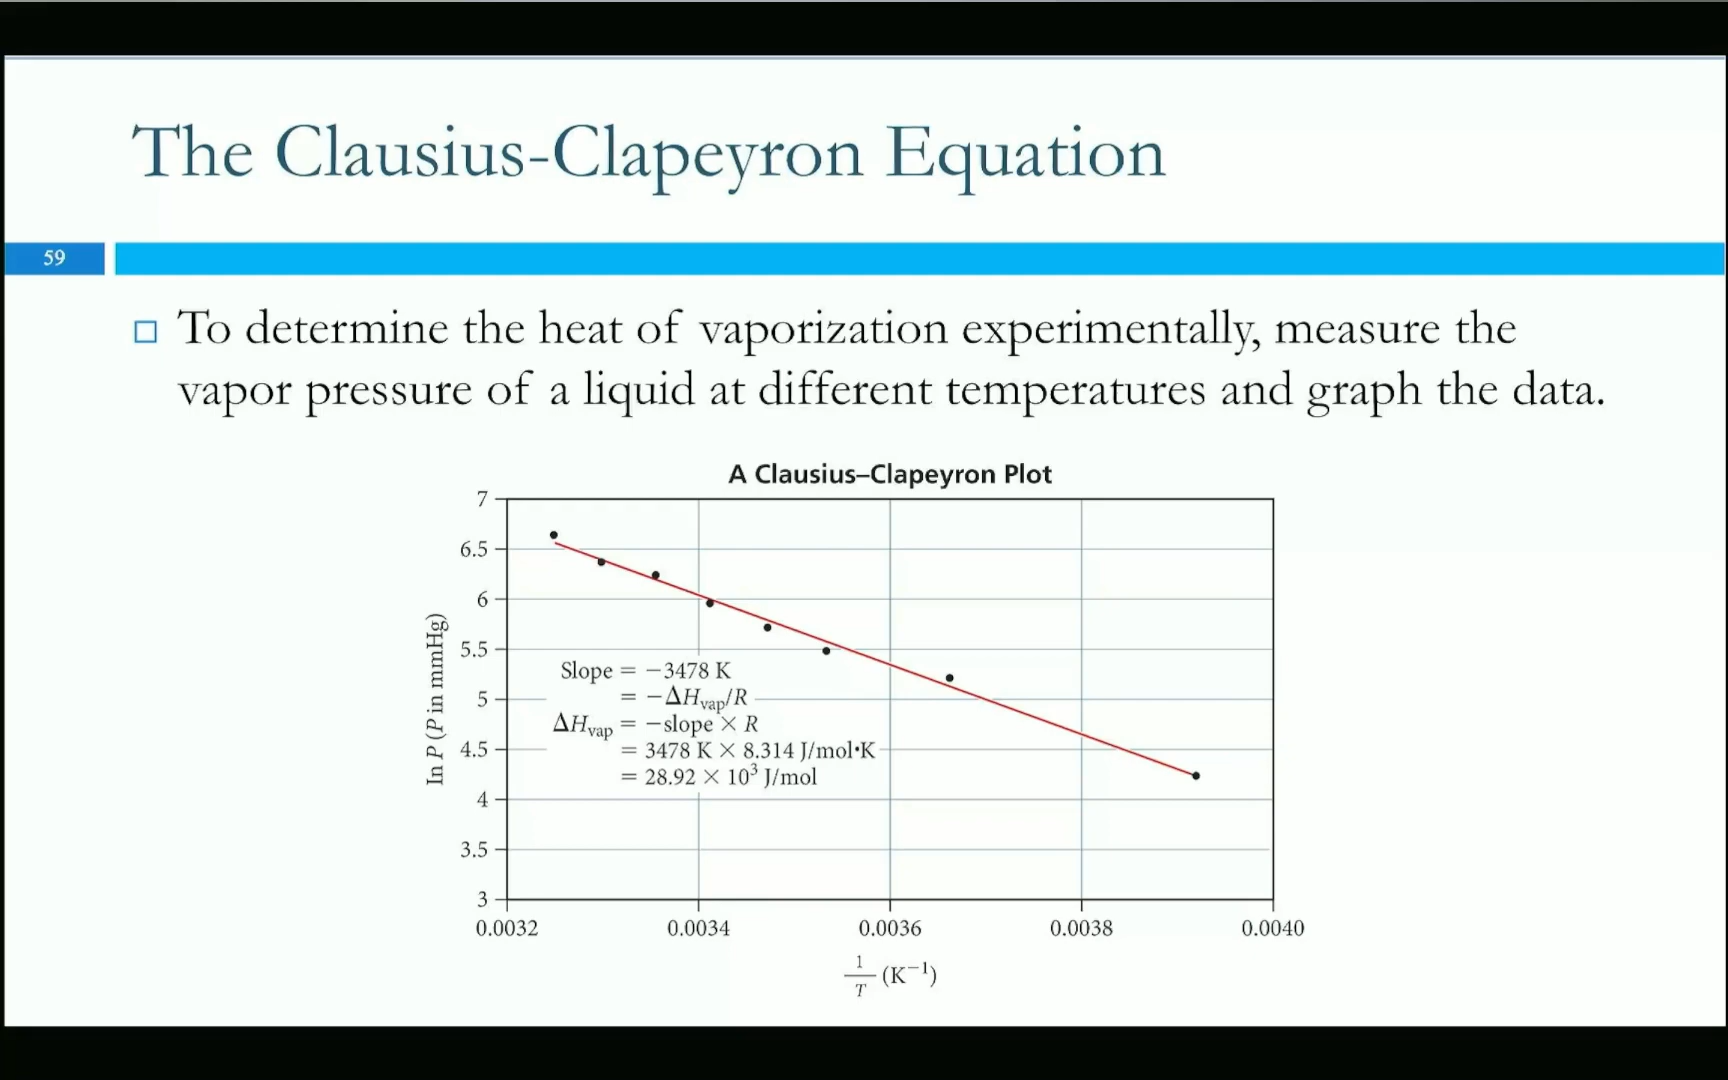 The Clausius-Clapeyron Equation
59
To determine the heat of vaporization experimentally, measure the
vapor pressure of a liquid at different temperatures and graph the data.
A Clausius–Clapeyron Plot
7
6.5
6
5.5
5
4.5
4
3.5
3
ln P (P in mmHg)
Slope = −3478 K
= −ΔHvap/R
ΔHvap = −slope × R
= 3478 K × 8.314 J/mol•K
= 28.92 × 10³ J/mol
0.0032 0.0034 0.0036 0.0038 0.0040
1/T (K⁻¹)